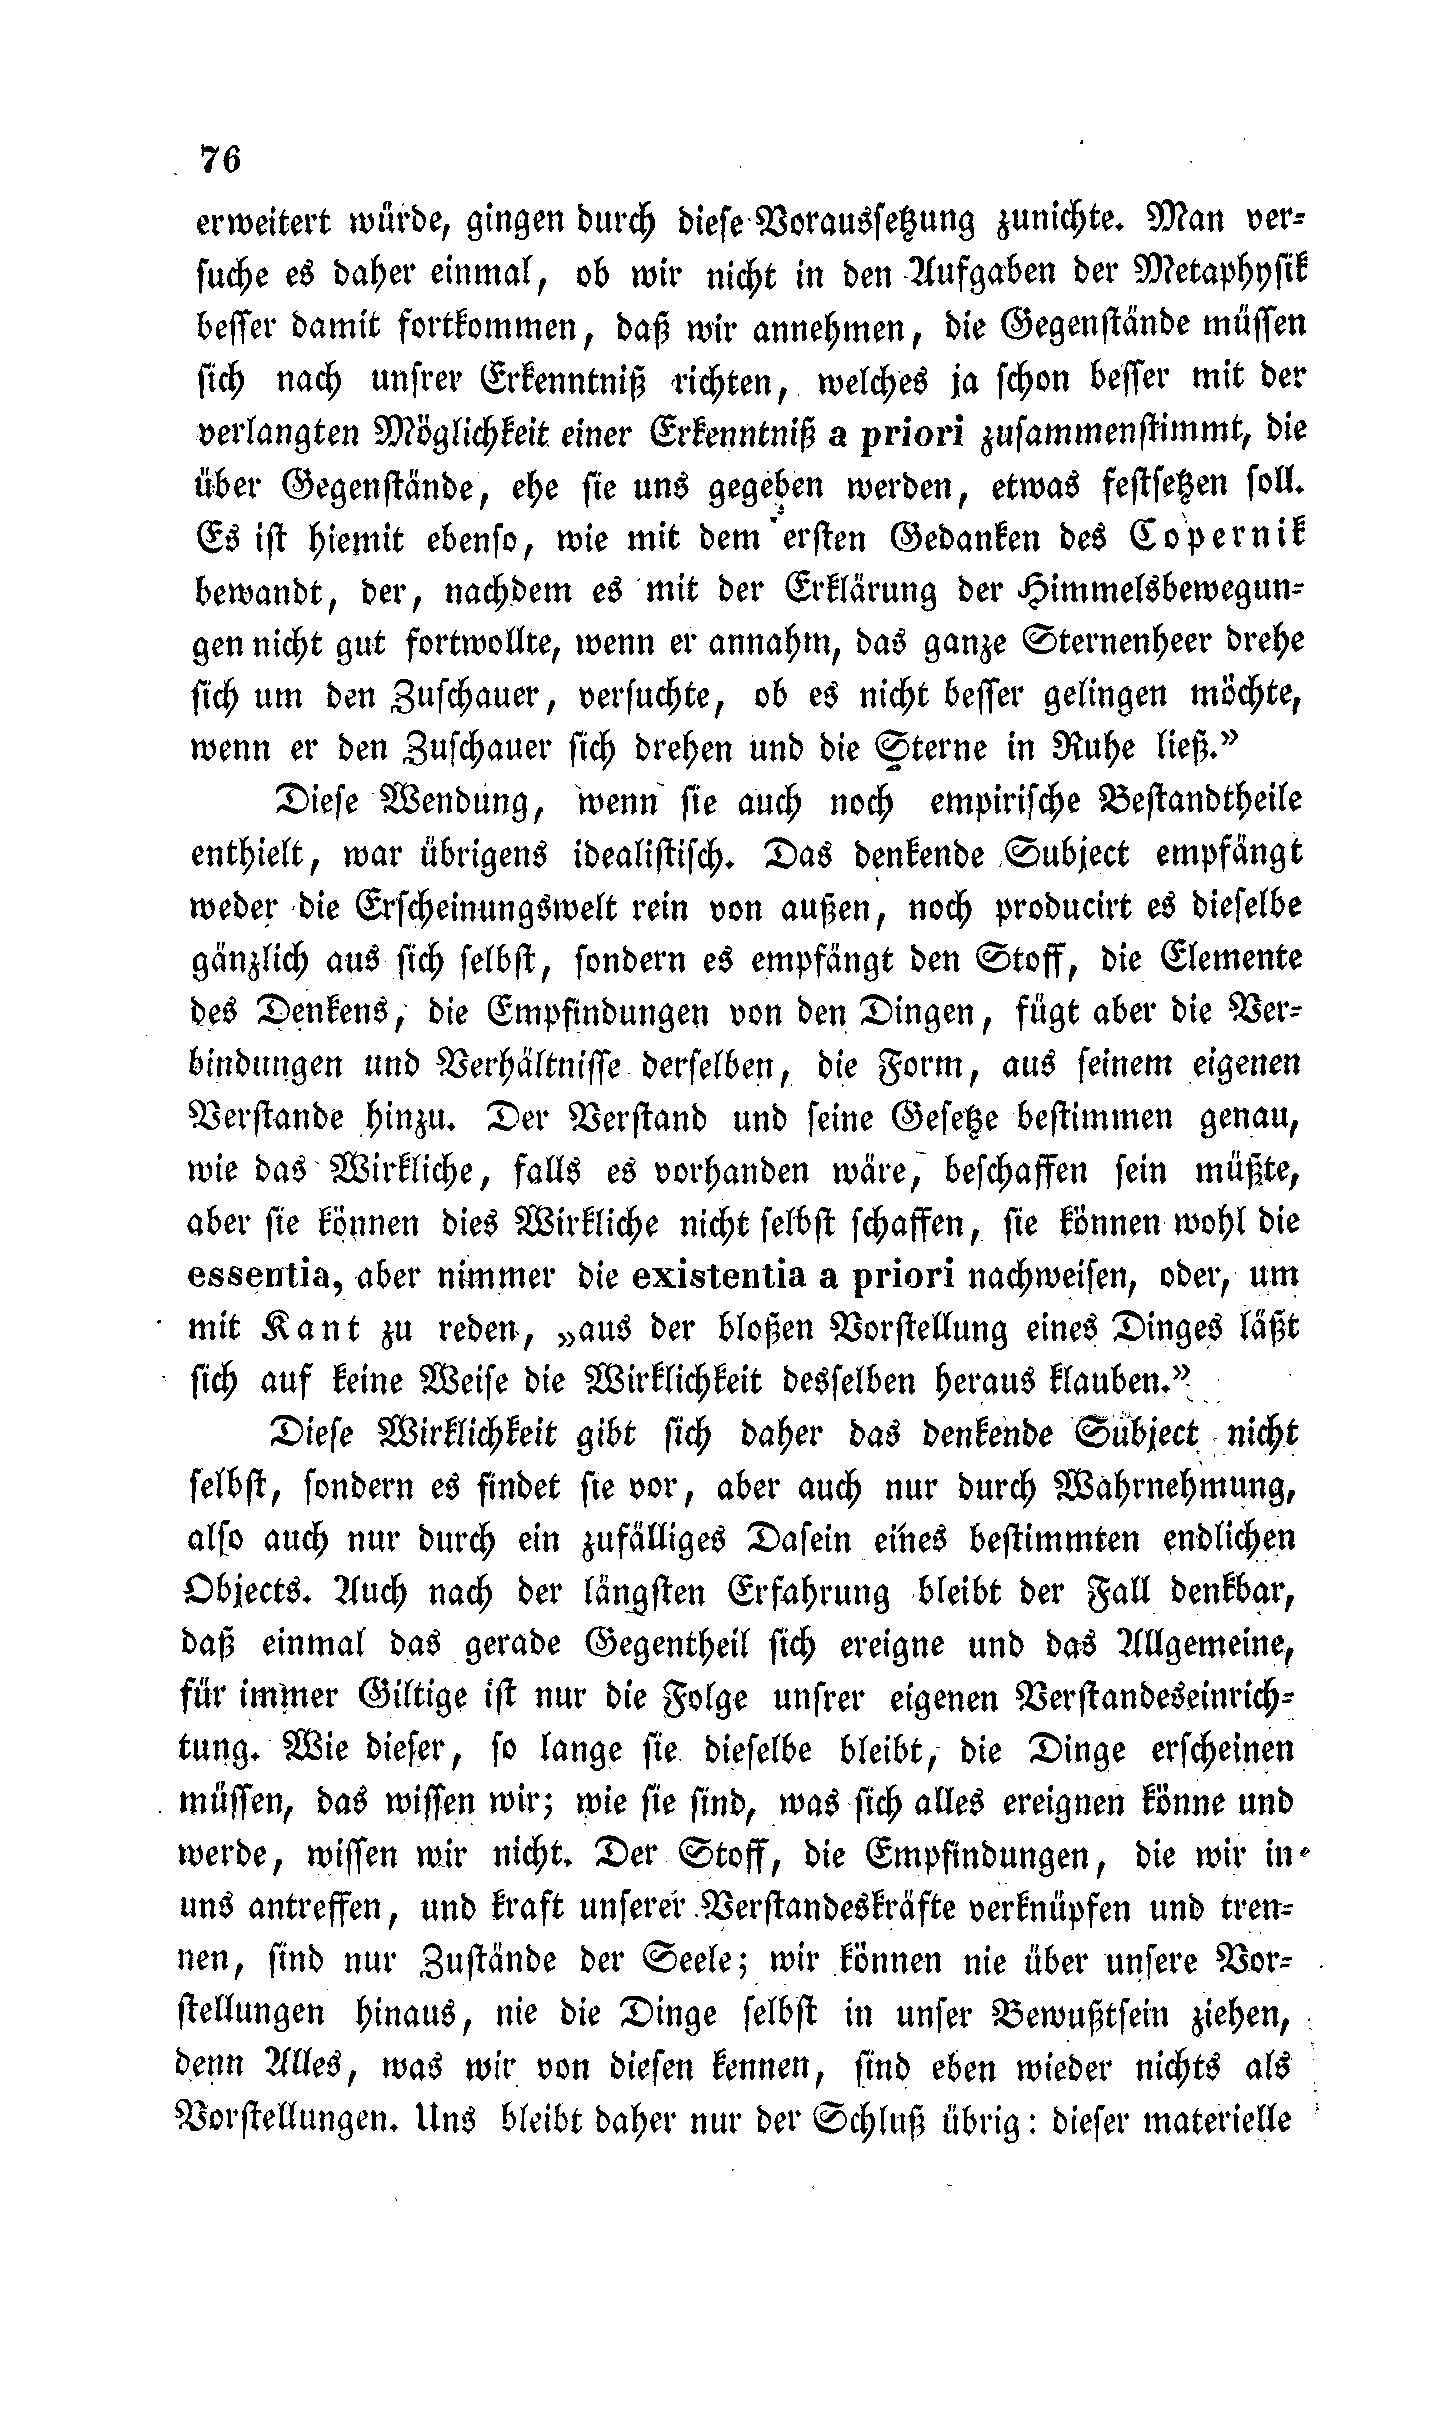 76
erweitert würde, gingen durch diese Voraussetzung zunichte. Man ver-
suche es daher einmal, ob wir nicht in den Aufgaben der Metaphysik
besser damit fortkommen, daß wir annehmen, die Gegenstände müssen
sich nach unsrer Erkenntniß richten, welches ja schon besser mit der
verlangten Möglichkeit einer Erkenntniß a priori zusammenstimmt, die
über Gegenstände, ehe sie uns gegeben werden, etwas festsetzen soll.
Es ist hiemit ebenso, wie mit dem ersten Gedanken des Copernik
bewandt, der, nachdem es mit der Erklärung der Himmelsbewegun-
gen nicht gut fortwollte, wenn er annahm, das ganze Sternenheer drehe
sich um den Zuschauer, versuchte, ob es nicht besser gelingen möchte,
wenn er den Zuschauer sich drehen und die Sterne in Ruhe ließ.”
Diese Wendung, wenn sie auch noch empirische Bestandtheile
enthielt, war übrigens idealistisch. Das denkende Subject empfängt
weder die Erscheinungswelt rein von außen, noch producirt es dieselbe
gänzlich aus sich selbst, sondern es empfängt den Stoff, die Elemente
des Denkens, die Empfindungen von den Dingen, fügt aber die Ver-
bindungen und Verhältnisse derselben, die Form, aus seinem eigenen
Verstande hinzu. Der Verstand und seine Gesetze bestimmen genau,
wie das Wirkliche, falls es vorhanden wäre, beschaffen sein müßte,
aber sie können dies Wirkliche nicht selbst schaffen, sie können wohl die
essentia, aber nimmer die existentia a priori nachweisen, oder, um
mit Kant zu reden, „aus der bloßen Vorstellung eines Dinges läßt
sich auf keine Weise die Wirklichkeit desselben heraus klauben.”
Diese Wirklichkeit gibt sich daher das denkende Subject nicht
selbst, sondern es findet sie vor, aber auch nur durch Wahrnehmung,
also auch nur durch ein zufälliges Dasein eines bestimmten endlichen
Objects. Auch nach der längsten Erfahrung bleibt der Fall denkbar,
daß einmal das gerade Gegentheil sich ereigne und das Allgemeine,
für immer Giltige ist nur die Folge unsrer eigenen Verstandeseinrich-
tung. Wie dieser, so lange sie dieselbe bleibt, die Dinge erscheinen
müssen, das wissen wir; wie sie sind, was sich alles ereignen könne und
werde, wissen wir nicht. Der Stoff, die Empfindungen, die wir in
uns antreffen, und kraft unserer Verstandeskräfte verknüpfen und tren-
nen, sind nur Zustände der Seele; wir können nie über unsere Vor-
stellungen hinaus, nie die Dinge selbst in unser Bewußtsein ziehen,
denn Alles, was wir von diesen kennen, sind eben wieder nichts als
Vorstellungen. Uns bleibt daher nur der Schluß übrig: dieser materielle